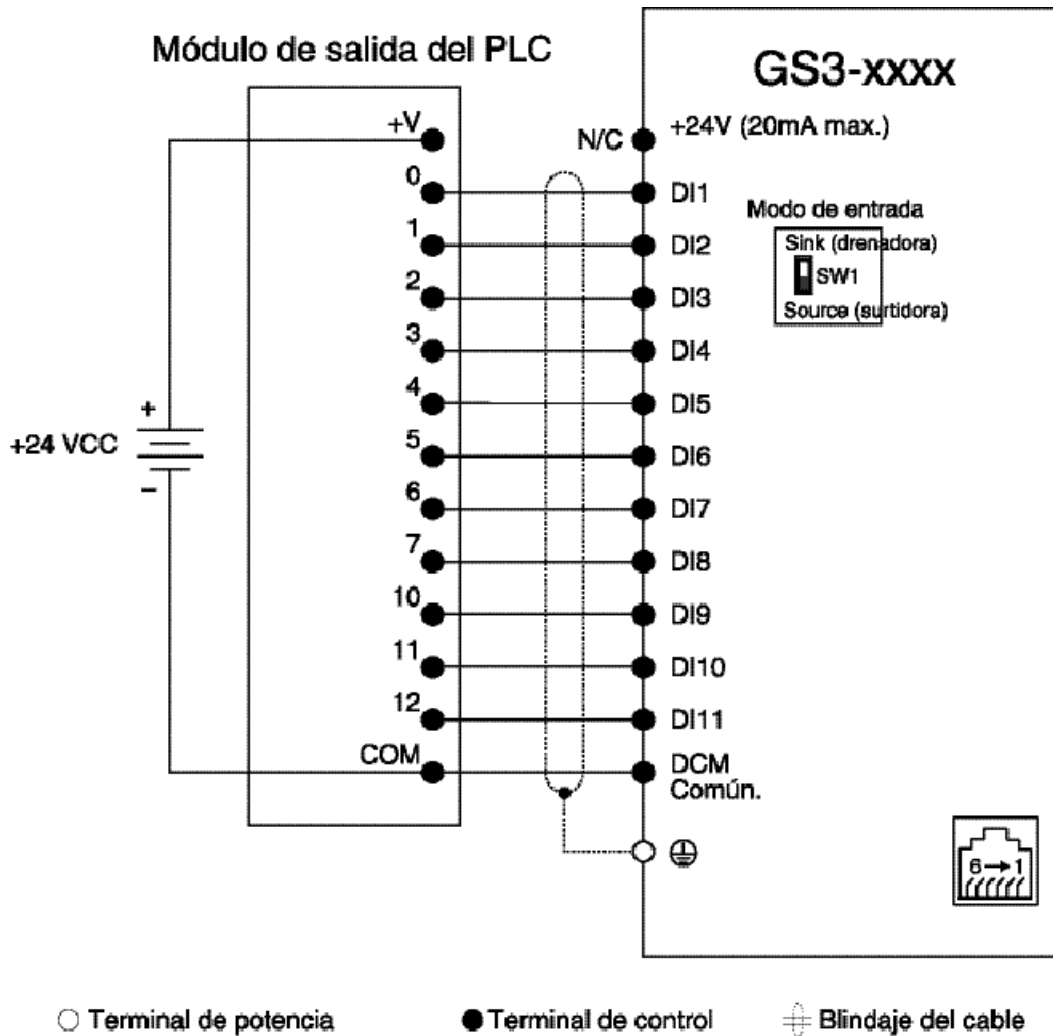 Módulo de salida del PLC
GS3-xxxx
+V
N/C
+24V (20mA max.)
0
DI1
Modo de entrada
1
DI2
Sink (drenadora)
SW1
2
DI3
Source (surtidora)
3
DI4
4
DI5
+
+24 VCC
−
5
DI6
6
DI7
7
DI8
10
DI9
11
DI10
12
DI11
COM
DCM
Común.
6→1
Terminal de potencia
Terminal de control
Blindaje del cable